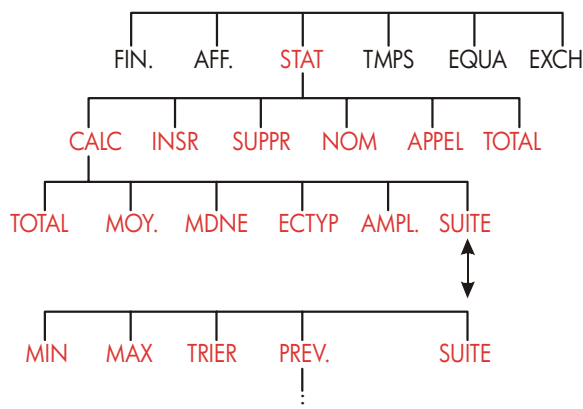 FIN. AFF. STAT TMPS EQUA EXCH
CALC INSR SUPPR NOM APPEL TOTAL
TOTAL MOY. MDNE ECTYP AMPL. SUITE
MIN MAX TRIER PREV. SUITE